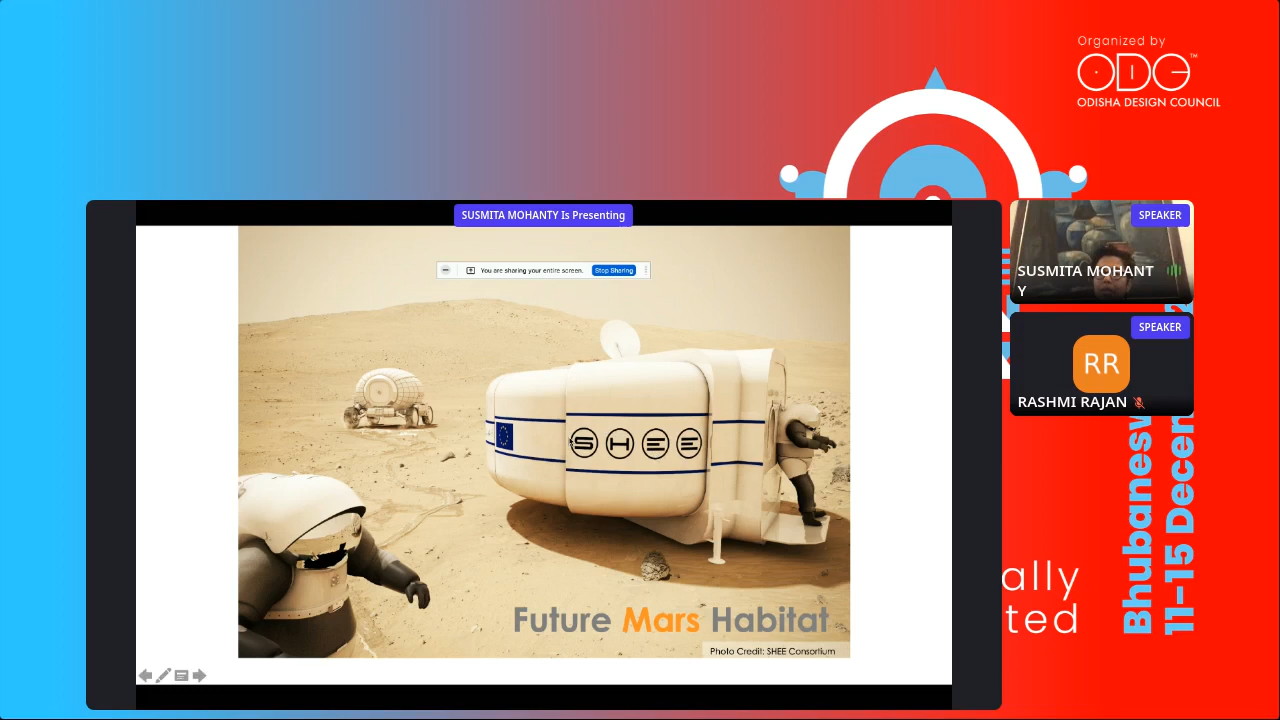 Organized by
ODC™
ODISHA DESIGN COUNCIL
SUSMITA MOHANTY Is Presenting
You are sharing your entire screen.
Stop Sharing
SHEE
Future Mars Habitat
Photo Credit: SHEE Consortium
SPEAKER
SUSMITA MOHANT
Y
SPEAKER
RR
RASHMI RAJAN
ally
ted
Bhubanesw
11-15 Decem